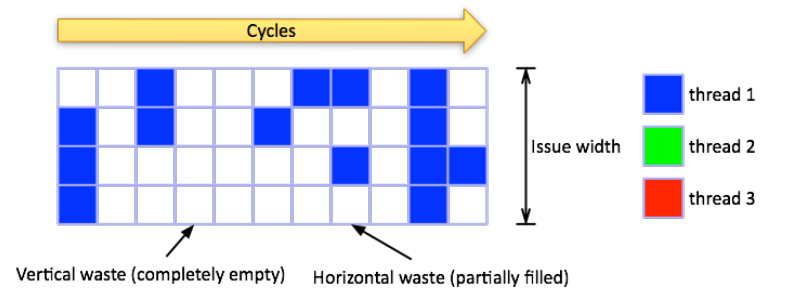 Cycles
thread 1
Issue width
thread 2
thread 3
Vertical waste (completely empty)
Horizontal waste (partially filled)